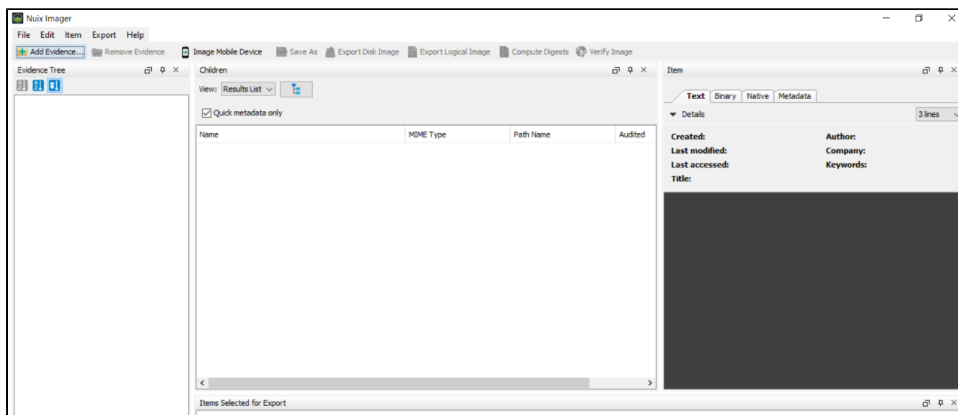 Nuix Imager
File Edit Item Export Help
Add Evidence... Remove Evidence Image Mobile Device Save As Export Disk Image Export Logical Image Compute Digests Verify Image
Evidence Tree
Children
View: Results List
Quick metadata only
Name MIME Type Path Name Audited
Items Selected for Export
Item
Text Binary Native Metadata
Details 3 lines
Created: Author:
Last modified: Company:
Last accessed: Keywords:
Title: